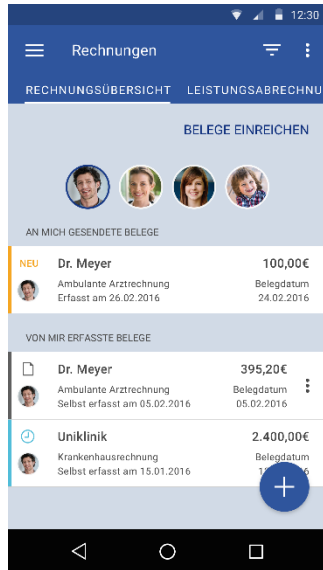 12:30
Rechnungen
RECHNUNGSÜBERSICHT LEISTUNGSABRECHNU
BELEGE EINREICHEN
AN MICH GESENDETE BELEGE
NEU Dr. Meyer 100,00€
Ambulante Arztrechnung Belegdatum
Erfasst am 26.02.2016 24.02.2016
VON MIR ERFASSTE BELEGE
Dr. Meyer 395,20€
Ambulante Arztrechnung Belegdatum
Selbst erfasst am 05.02.2016 05.02.2016
Uniklinik 2.400,00€
Krankenhausrechnung Belegdatum
Selbst erfasst am 15.01.2016